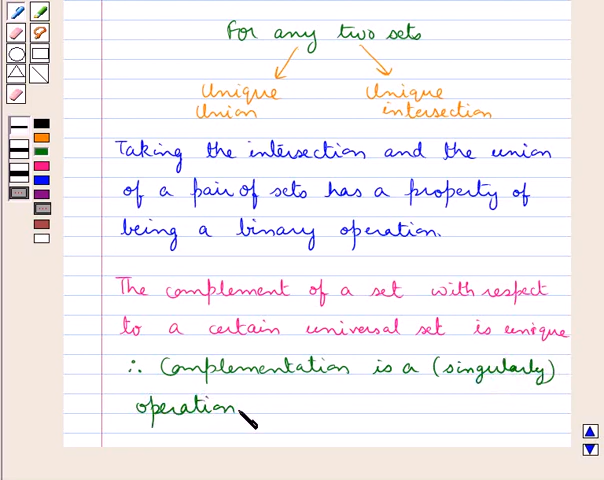 For any two sets
Unique Unique
Union intersection
Taking the intersection and the union
of a pair of sets has a property of
being a binary operation.
The complement of a set with respect
to a certain universal set is unique
∴ Complementation is a (singularly)
operation